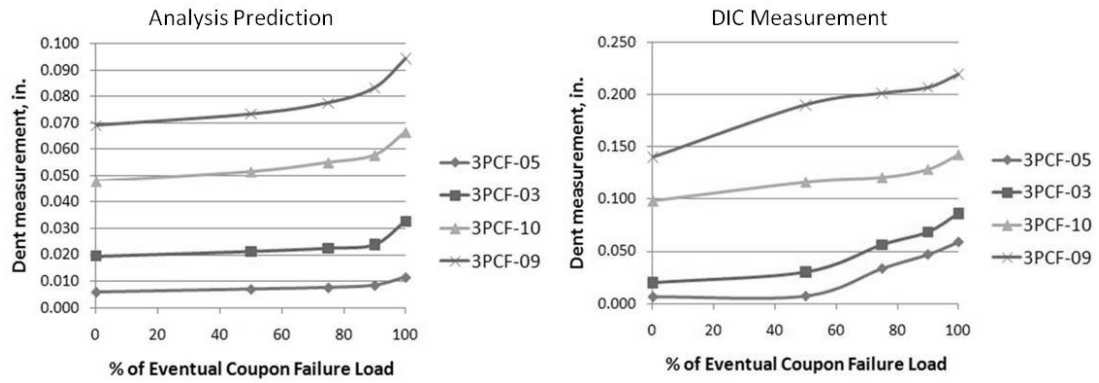 Analysis Prediction
Dent measurement, in.
0.100
0.090
0.080
0.070
0.060
0.050
0.040
0.030
0.020
0.010
0.000
0 20 40 60 80 100
% of Eventual Coupon Failure Load
3PCF-05
3PCF-03
3PCF-10
3PCF-09
DIC Measurement
Dent measurement, in.
0.250
0.200
0.150
0.100
0.050
0.000
0 20 40 60 80 100
% of Eventual Coupon Failure Load
3PCF-05
3PCF-03
3PCF-10
3PCF-09